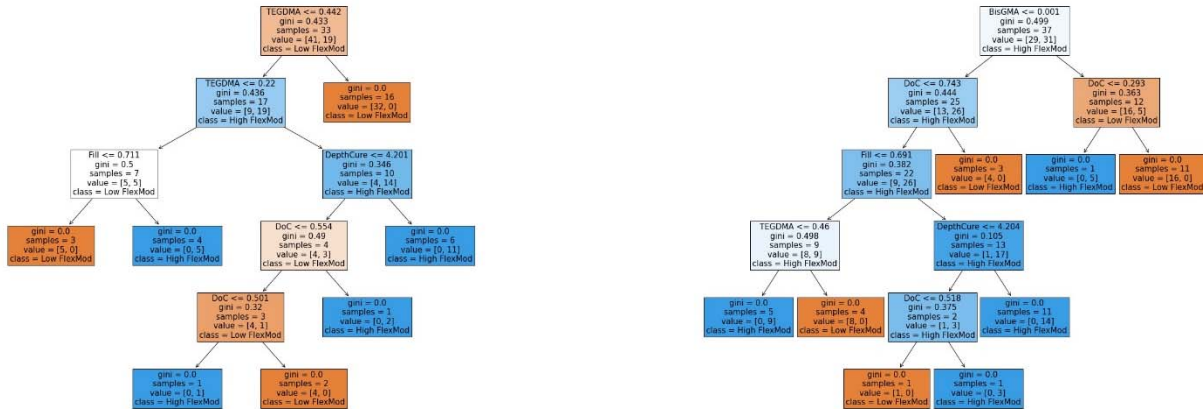 TEGDMA <= 0.442
gini = 0.433
samples = 33
value = [41, 19]
class = Low FlexMod
TEGDMA <= 0.22
gini = 0.436
samples = 17
value = [9, 19]
class = High FlexMod
gini = 0.0
samples = 16
value = [32, 0]
class = Low FlexMod
Fill <= 0.711
gini = 0.5
samples = 7
value = [5, 5]
class = Low FlexMod
DepthCure <= 4.201
gini = 0.346
samples = 10
value = [4, 14]
class = High FlexMod
gini = 0.0
samples = 3
value = [5, 0]
class = Low FlexMod
gini = 0.0
samples = 4
value = [0, 5]
class = High FlexMod
DoC <= 0.554
gini = 0.49
samples = 4
value = [4, 3]
class = Low FlexMod
gini = 0.0
samples = 6
value = [0, 11]
class = High FlexMod
DoC <= 0.501
gini = 0.32
samples = 3
value = [4, 1]
class = Low FlexMod
gini = 0.0
samples = 1
value = [0, 2]
class = High FlexMod
gini = 0.0
samples = 1
value = [0, 1]
class = High FlexMod
gini = 0.0
samples = 2
value = [4, 0]
class = Low FlexMod
BisGMA <= 0.001
gini = 0.499
samples = 37
value = [29, 31]
class = High FlexMod
DoC <= 0.743
gini = 0.444
samples = 25
value = [13, 26]
class = High FlexMod
DoC <= 0.293
gini = 0.363
samples = 12
value = [16, 5]
class = Low FlexMod
Fill <= 0.691
gini = 0.382
samples = 22
value = [9, 26]
class = High FlexMod
gini = 0.0
samples = 3
value = [4, 0]
class = Low FlexMod
gini = 0.0
samples = 1
value = [0, 5]
class = High FlexMod
gini = 0.0
samples = 11
value = [16, 0]
class = Low FlexMod
TEGDMA <= 0.46
gini = 0.498
samples = 9
value = [8, 9]
class = High FlexMod
DepthCure <= 4.204
gini = 0.105
samples = 13
value = [1, 17]
class = High FlexMod
gini = 0.0
samples = 5
value = [0, 9]
class = High FlexMod
gini = 0.0
samples = 4
value = [8, 0]
class = Low FlexMod
DoC <= 0.518
gini = 0.375
samples = 2
value = [1, 3]
class = High FlexMod
gini = 0.0
samples = 11
value = [0, 14]
class = High FlexMod
gini = 0.0
samples = 1
value = [1, 0]
class = Low FlexMod
gini = 0.0
samples = 1
value = [0, 3]
class = High FlexMod